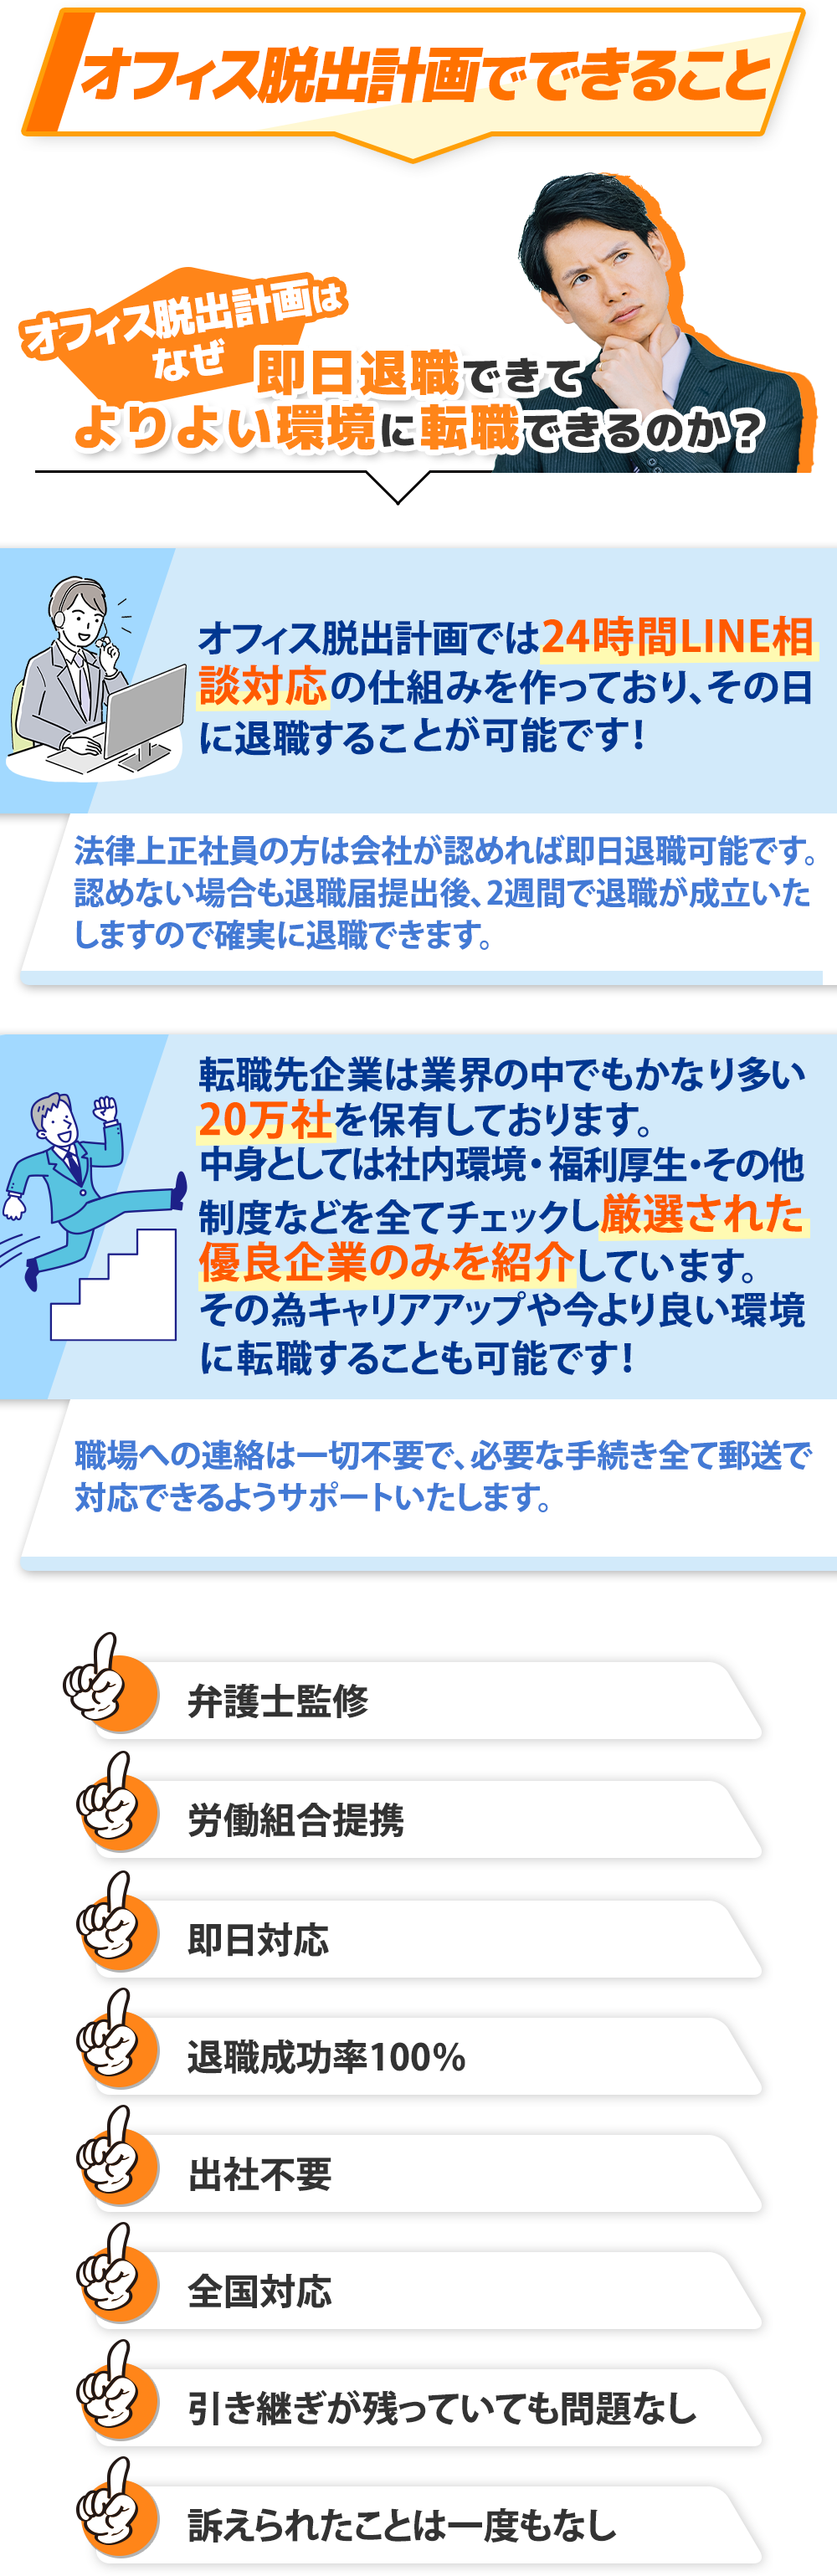 オフィス脱出計画でできること
オフィス脱出計画は
なぜ
即日退職できて
よりよい環境に転職できるのか？
オフィス脱出計画では24時間LINE相
談対応の仕組みを作っており、その日
に退職することが可能です！
法律上正社員の方は会社が認めれば即日退職可能です。
認めない場合も退職届提出後、2週間で退職が成立いた
しますので確実に退職できます。
転職先企業は業界の中でもかなり多い
20万社を保有しております。
中身としては社内環境・福利厚生・その他
制度などを全てチェックし厳選された
優良企業のみを紹介しています。
その為キャリアアップや今より良い環境
に転職することも可能です！
職場への連絡は一切不要で、必要な手続き全て郵送で
対応できるようサポートいたします。
弁護士監修
労働組合提携
即日対応
退職成功率100%
出社不要
全国対応
引き継ぎが残っていても問題なし
訴えられたことは一度もなし